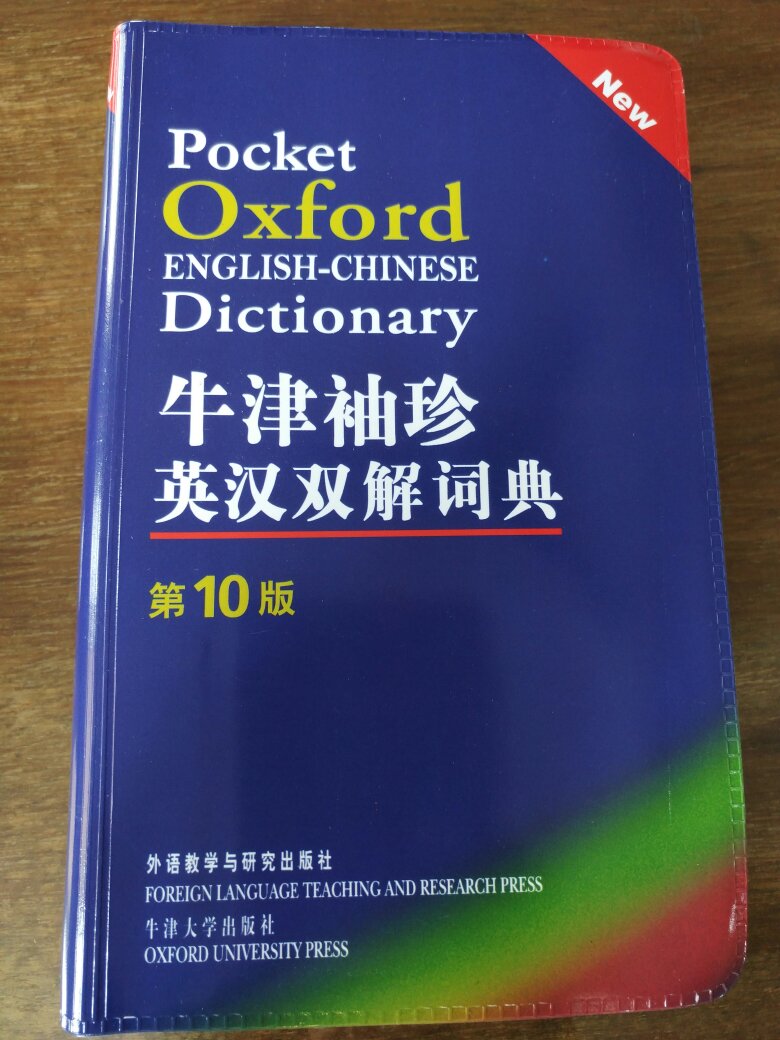 New
Pocket
Oxford
ENGLISH-CHINESE
Dictionary
牛津袖珍
英汉双解词典
第10版
外语教学与研究出版社
FOREIGN LANGUAGE TEACHING AND RESEARCH PRESS
牛津大学出版社
OXFORD UNIVERSITY PRESS